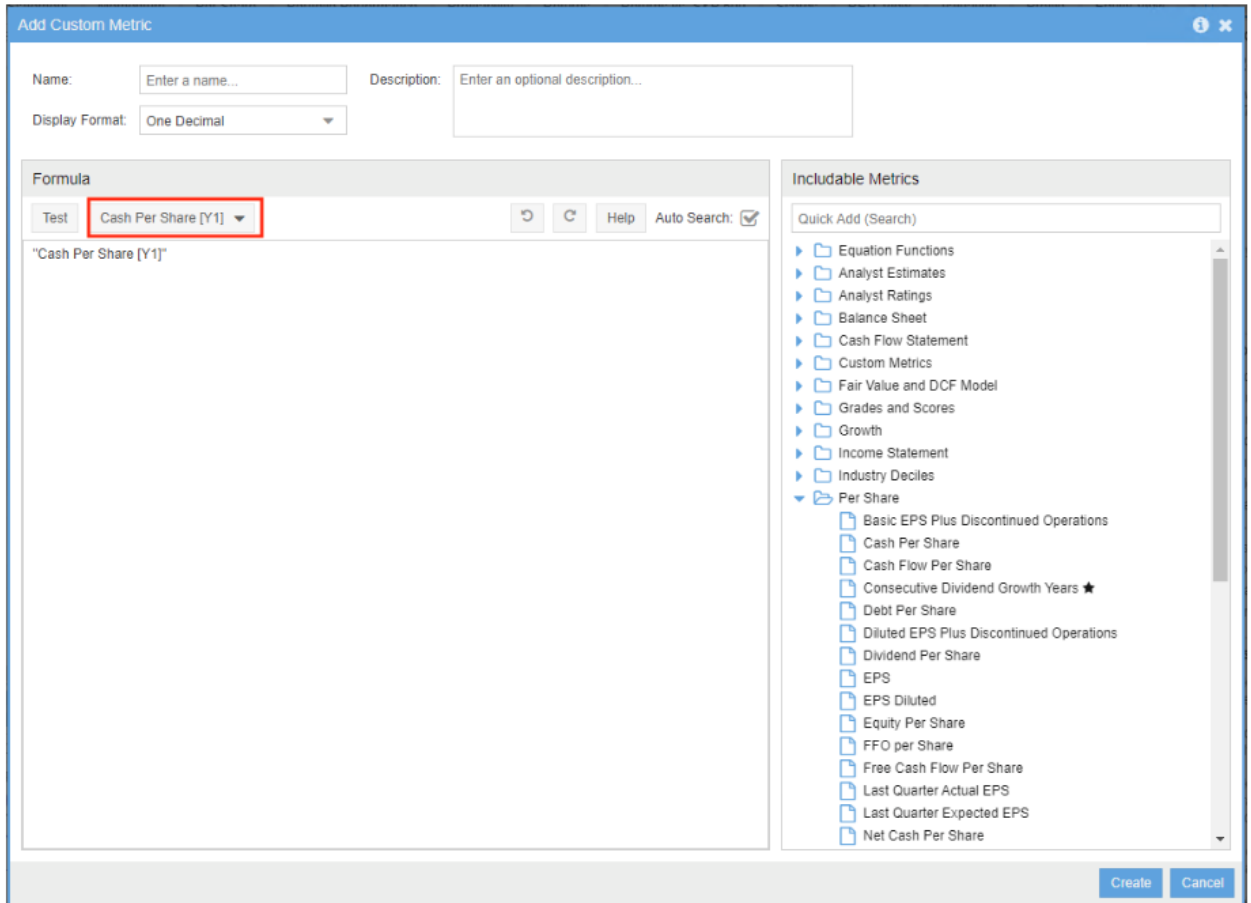 Add Custom Metric
Name:
Enter a name...
Description:
Enter an optional description...
Display Format:
One Decimal
Formula
Test
Cash Per Share [Y1]
Help
Auto Search:
"Cash Per Share [Y1]"
Includable Metrics
Quick Add (Search)
Equation Functions
Analyst Estimates
Analyst Ratings
Balance Sheet
Cash Flow Statement
Custom Metrics
Fair Value and DCF Model
Grades and Scores
Growth
Income Statement
Industry Deciles
Per Share
Basic EPS Plus Discontinued Operations
Cash Per Share
Cash Flow Per Share
Consecutive Dividend Growth Years ★
Debt Per Share
Diluted EPS Plus Discontinued Operations
Dividend Per Share
EPS
EPS Diluted
Equity Per Share
FFO per Share
Free Cash Flow Per Share
Last Quarter Actual EPS
Last Quarter Expected EPS
Net Cash Per Share
Create
Cancel